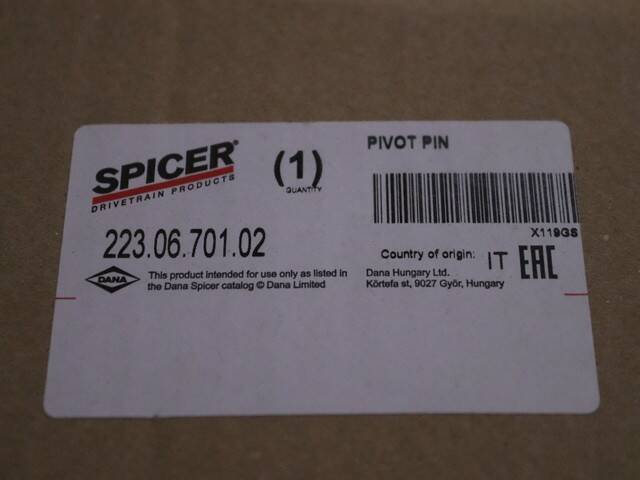 SPICER®
DRIVETRAIN PRODUCTS
(1)
QUANTITY
PIVOT PIN
X119GS
223.06.701.02
Country of origin: IT
EAC
DANA
This product intended for use only as listed in
the Dana Spicer catalog © Dana Limited
Dana Hungary Ltd.
Körtefa st, 9027 Győr, Hungary